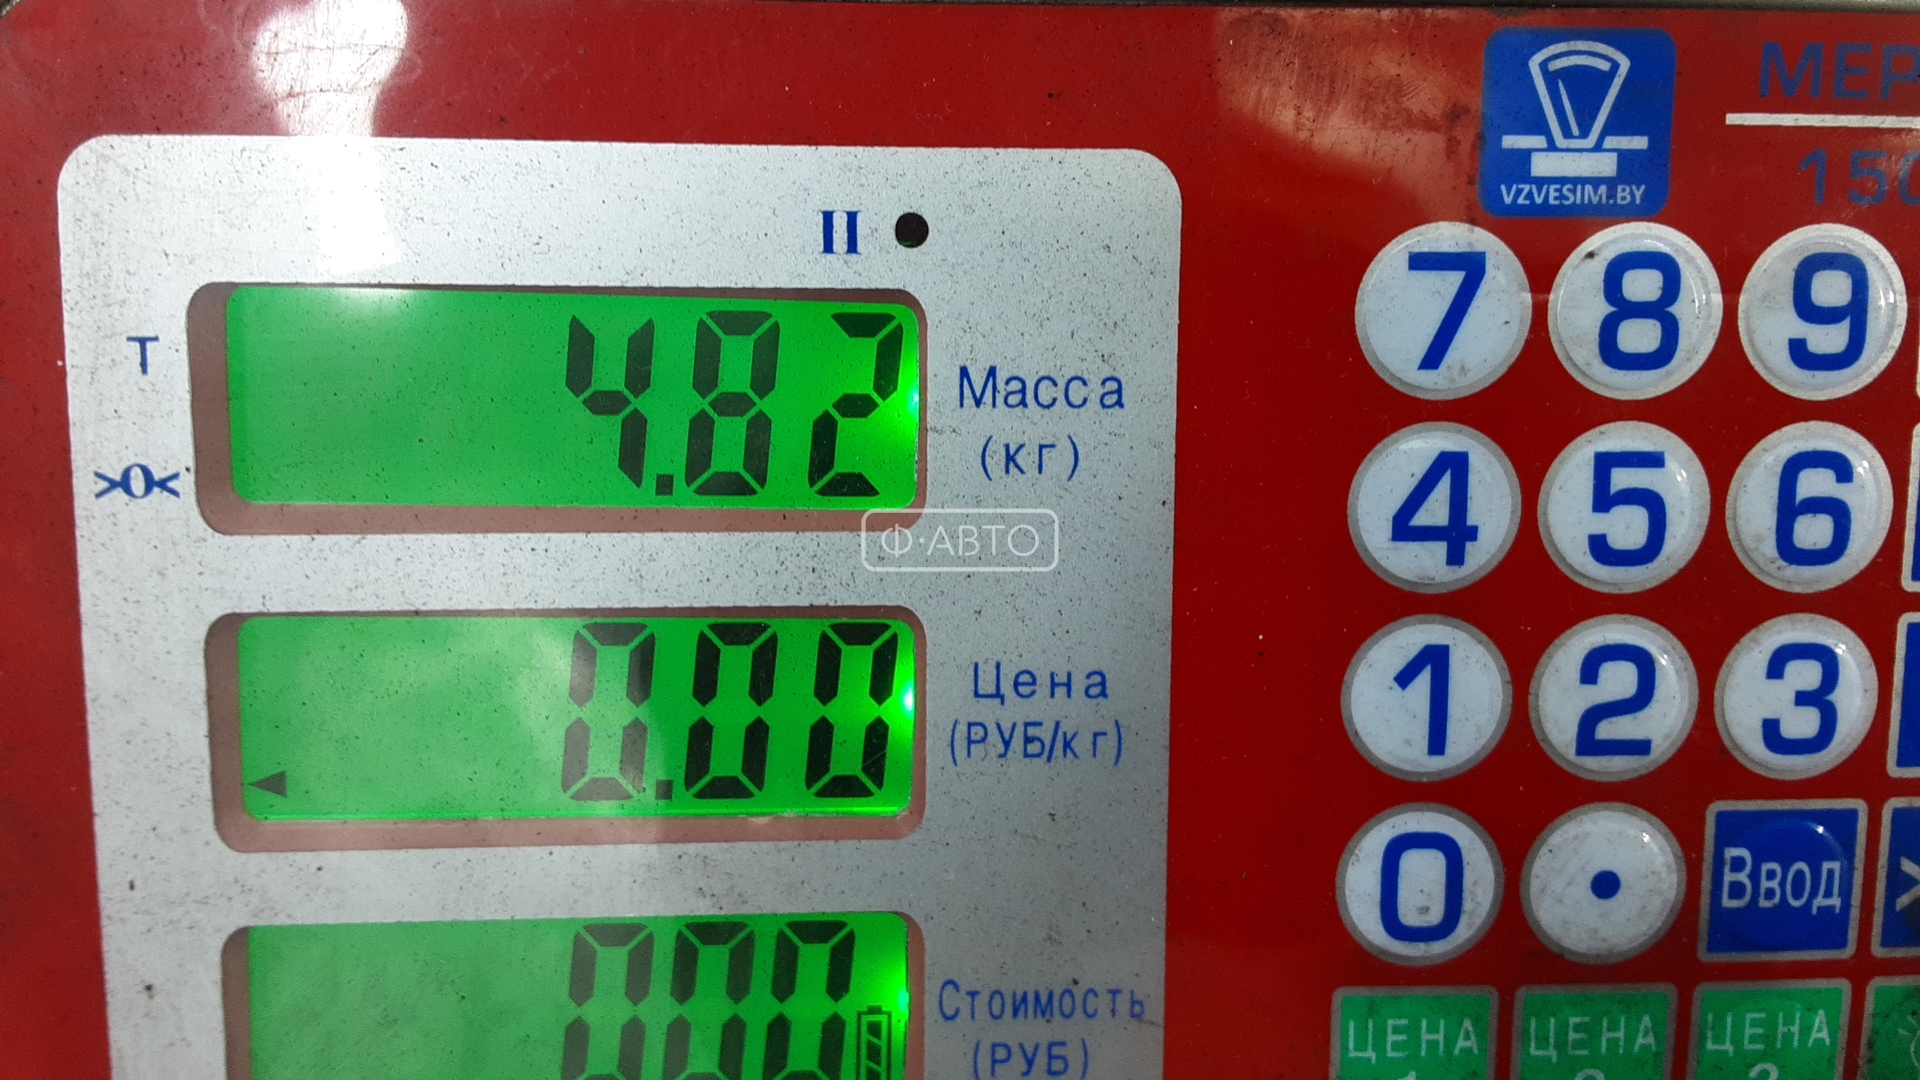 МЕР
150
VZVESIM.BY
II
T
4.82
Масса
(кг)
>0<
Ф·АВТО
0.00
Цена
(РУБ/кг)
Стоимость
(РУБ)
7 8 9
4 5 6
1 2 3
0 . Ввод
ЦЕНА ЦЕНА ЦЕНА